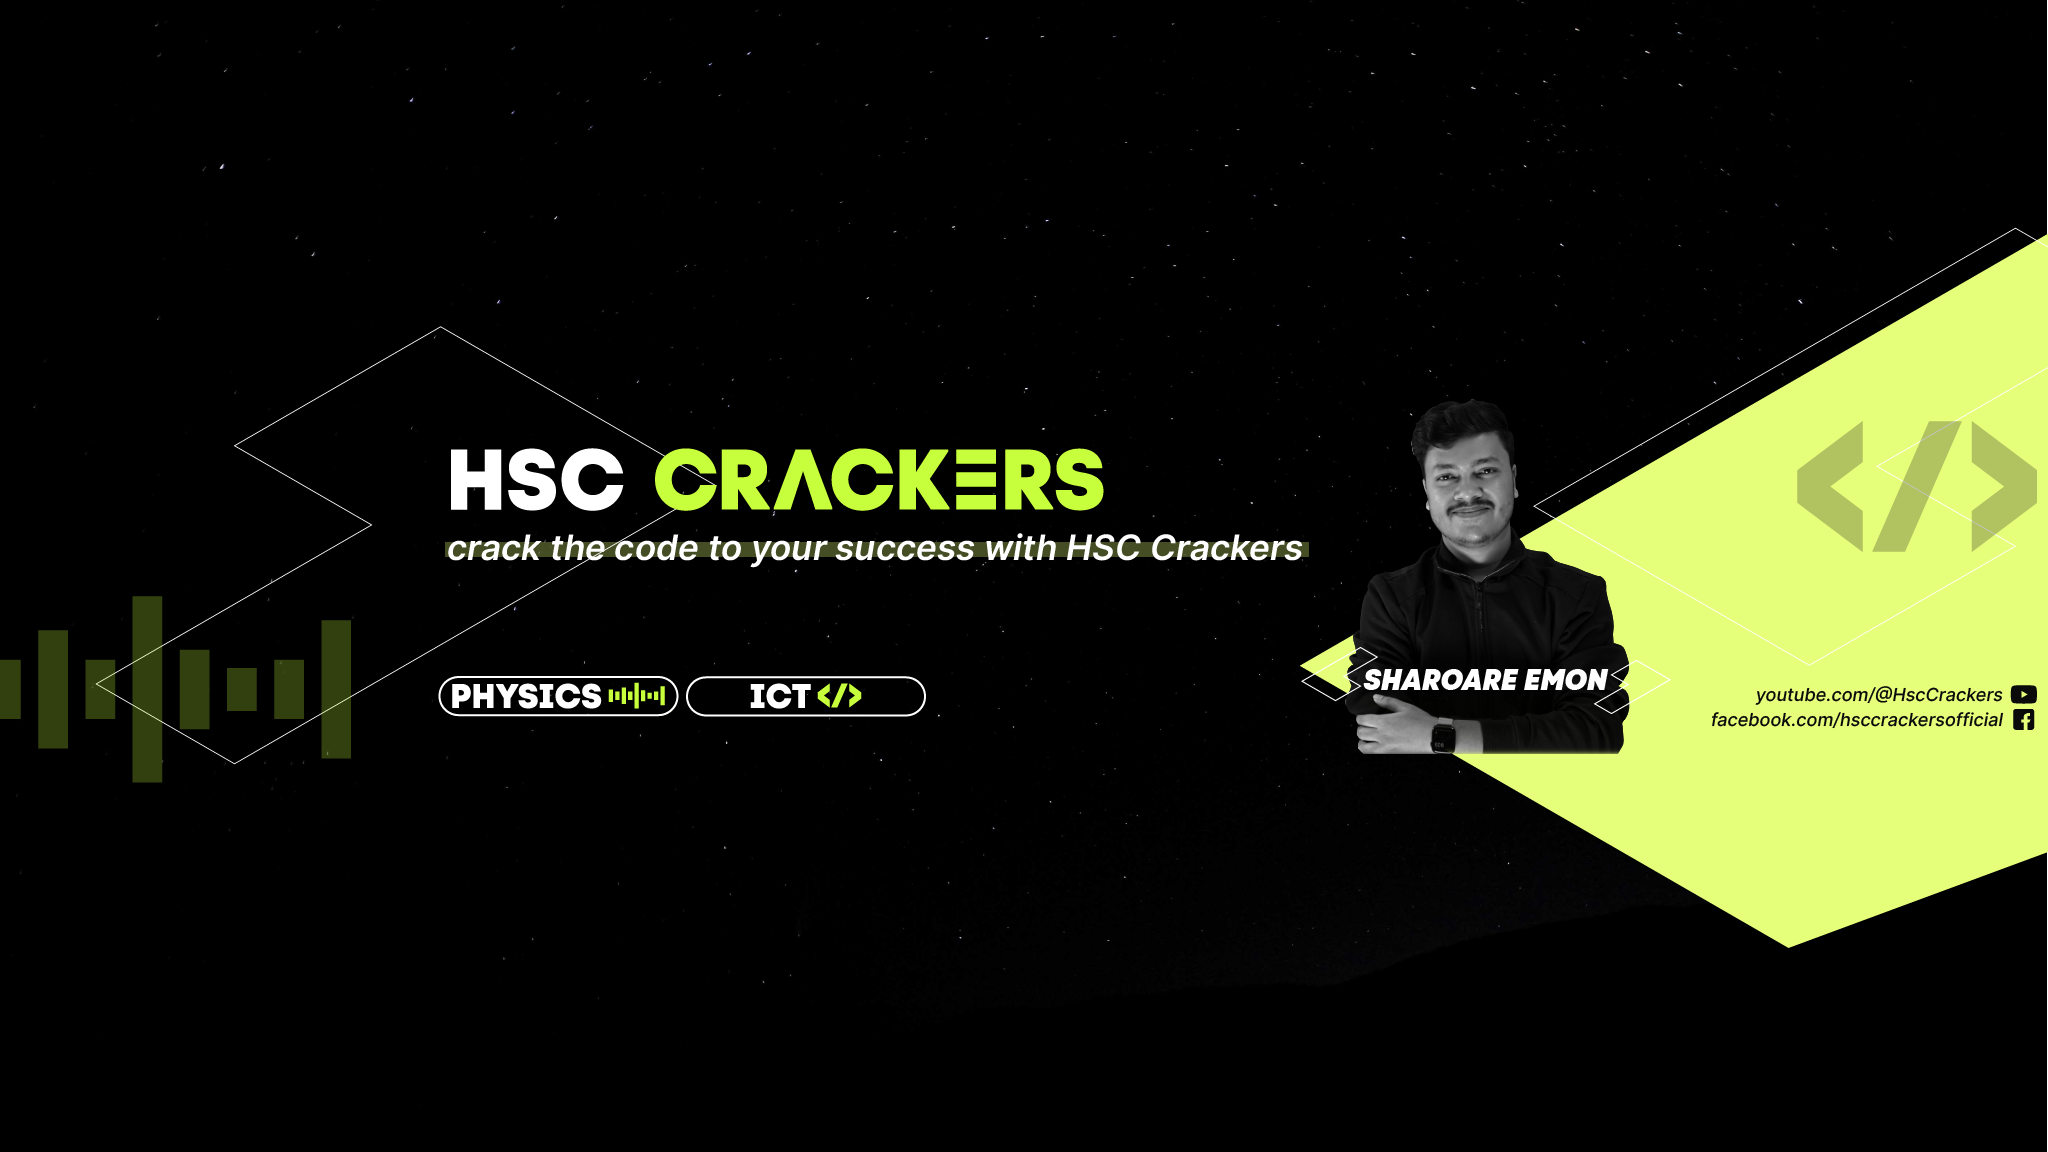 HSC CRACKERS
crack the code to your success with HSC Crackers
PHYSICS
ICT </>
SHAROARE EMON
youtube.com/@HscCrackers
facebook.com/hsccrackersofficial
</>